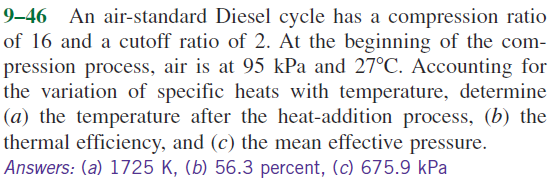 9–46 An air-standard Diesel cycle has a compression ratio
of 16 and a cutoff ratio of 2. At the beginning of the com-
pression process, air is at 95 kPa and 27°C. Accounting for
the variation of specific heats with temperature, determine
(a) the temperature after the heat-addition process, (b) the
thermal efficiency, and (c) the mean effective pressure.
Answers: (a) 1725 K, (b) 56.3 percent, (c) 675.9 kPa